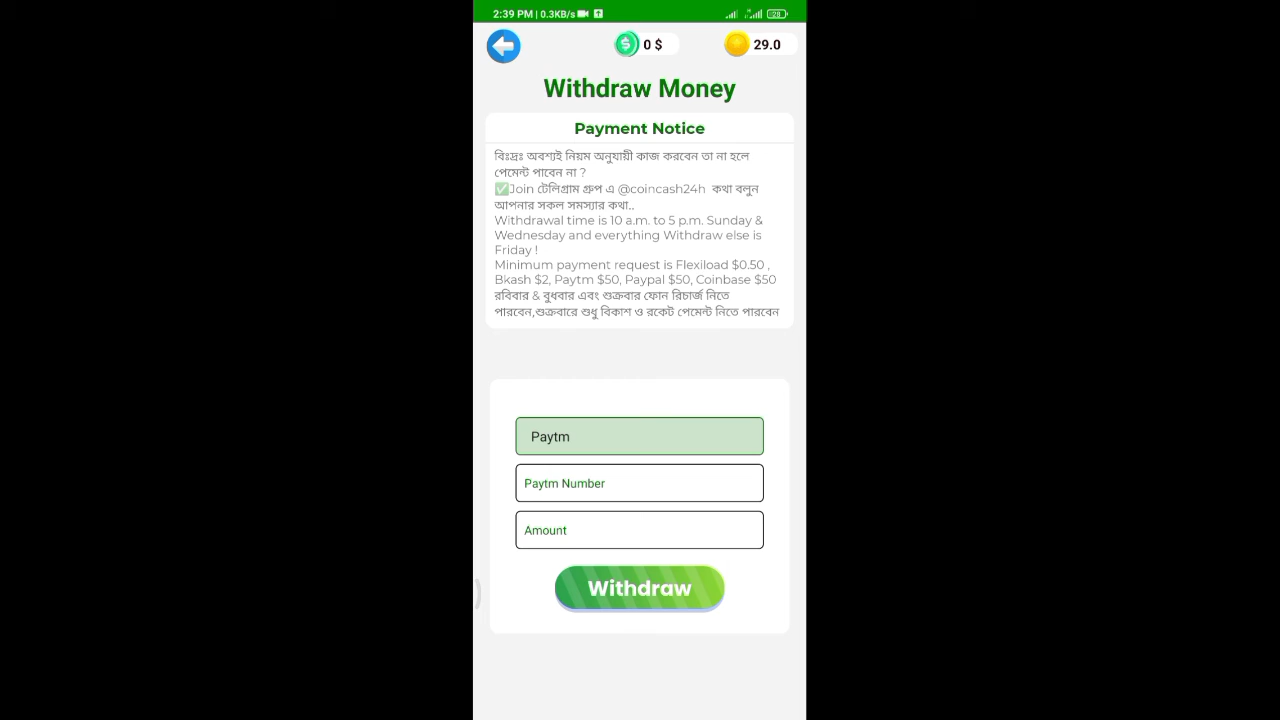 2:39 PM | 0.3KB/s
28
0 $
29.0
Withdraw Money
Payment Notice
বিঃদ্রঃ অবশ্যই নিয়ম অনুযায়ী কাজ করবেন তা না হলে
পেমেন্ট পাবেন না ?
✅Join টেলিগ্রাম গ্রুপ এ @coincash24h কথা বলুন
আপনার সকল সমস্যার কথা..
Withdrawal time is 10 a.m. to 5 p.m. Sunday &
Wednesday and everything Withdraw else is
Friday !
Minimum payment request is Flexiload $0.50 ,
Bkash $2, Paytm $50, Paypal $50, Coinbase $50
রবিবার & বুধবার এবং শুক্রবার ফোন রিচার্জ নিতে
পারবেন,শুক্রবারে শুধু বিকাশ ও রকেট পেমেন্ট নিতে পারবেন
Paytm
Paytm Number
Amount
Withdraw